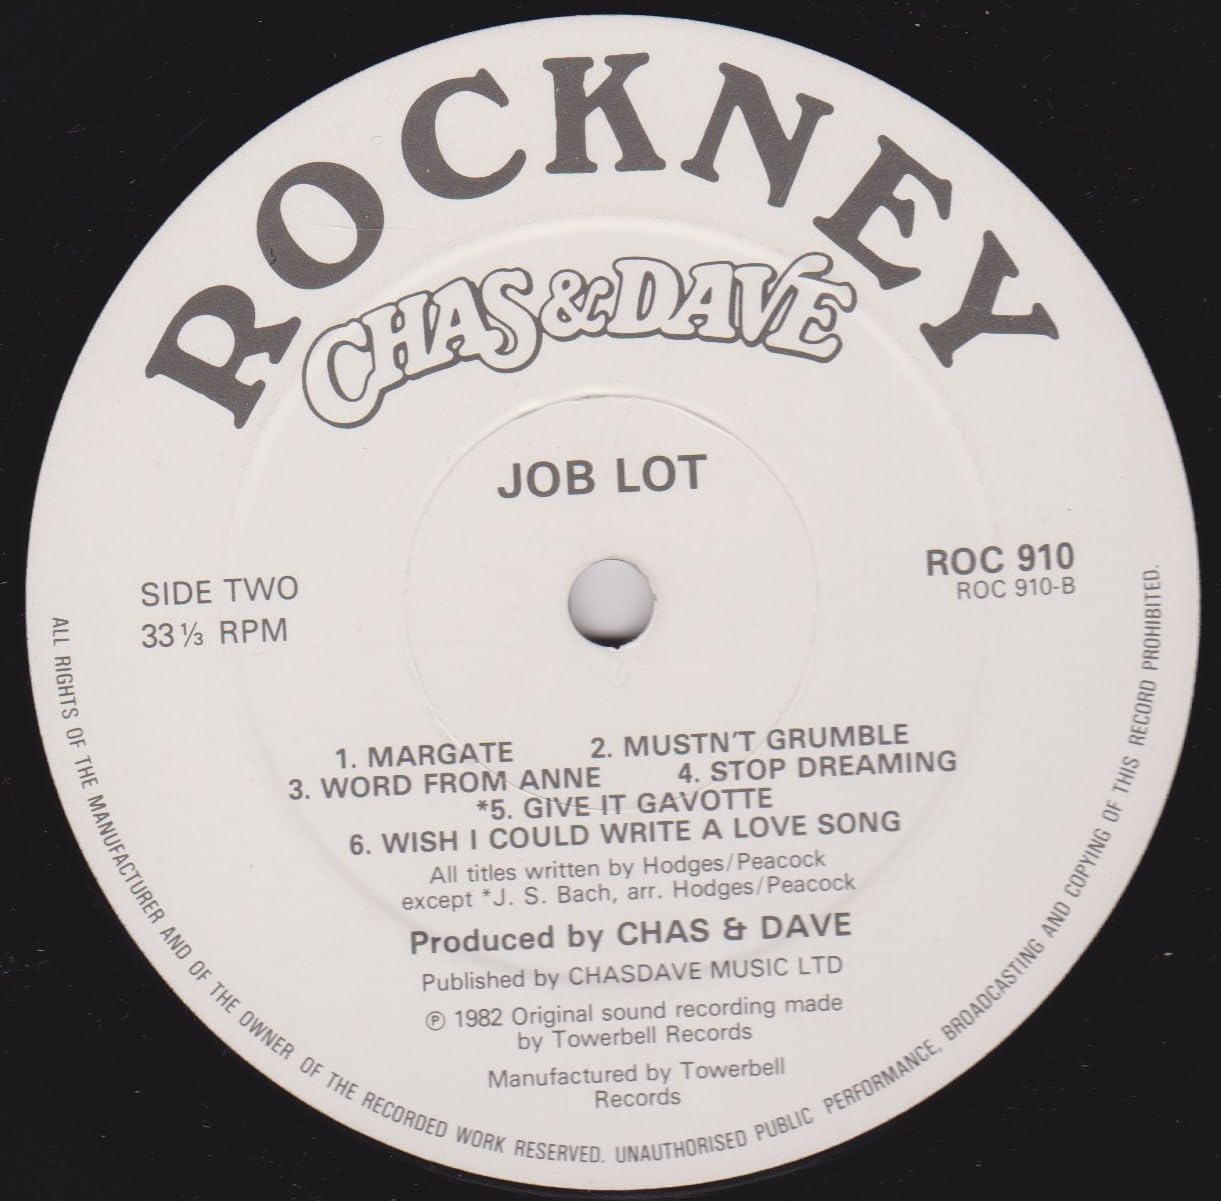 ROCKNEY
CHAS & DAVE
JOB LOT
SIDE TWO
33 ⅓ RPM
ROC 910
ROC 910-B
1. MARGATE 2. MUSTN'T GRUMBLE
3. WORD FROM ANNE 4. STOP DREAMING
*5. GIVE IT GAVOTTE
6. WISH I COULD WRITE A LOVE SONG
All titles written by Hodges/Peacock
except *J. S. Bach, arr. Hodges/Peacock
Produced by CHAS & DAVE
Published by CHASDAVE MUSIC LTD
℗ 1982 Original sound recording made
by Towerbell Records
Manufactured by Towerbell
Records
ALL RIGHTS OF THE MANUFACTURER AND OF THE OWNER OF THE RECORDED WORK RESERVED. UNAUTHORISED PUBLIC PERFORMANCE, BROADCASTING AND COPYING OF THIS RECORD PROHIBITED.